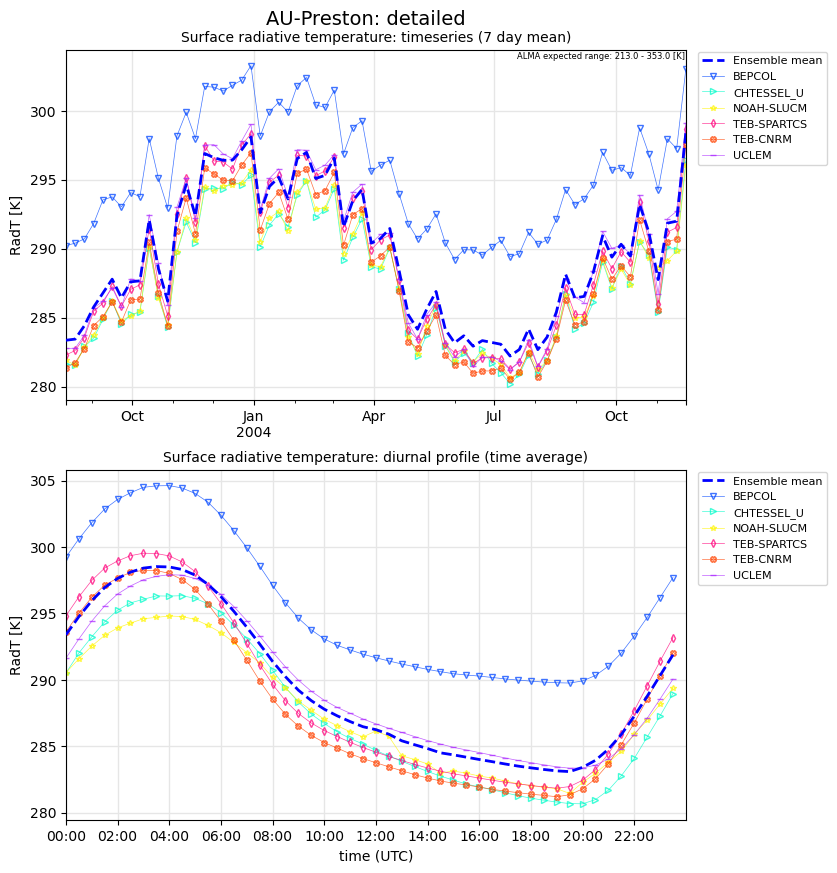 AU-Preston: detailed
Surface radiative temperature: timeseries (7 day mean)
ALMA expected range: 213.0 - 353.0 [K]
RadT [K]
300
295
290
285
280
Oct
Jan
2004
Apr
Jul
Oct
Ensemble mean
BEPCOL
CHTESSEL_U
NOAH-SLUCM
TEB-SPARTCS
TEB-CNRM
UCLEM
Surface radiative temperature: diurnal profile (time average)
RadT [K]
305
300
295
290
285
280
00:00 02:00 04:00 06:00 08:00 10:00 12:00 14:00 16:00 18:00 20:00 22:00
time (UTC)
Ensemble mean
BEPCOL
CHTESSEL_U
NOAH-SLUCM
TEB-SPARTCS
TEB-CNRM
UCLEM